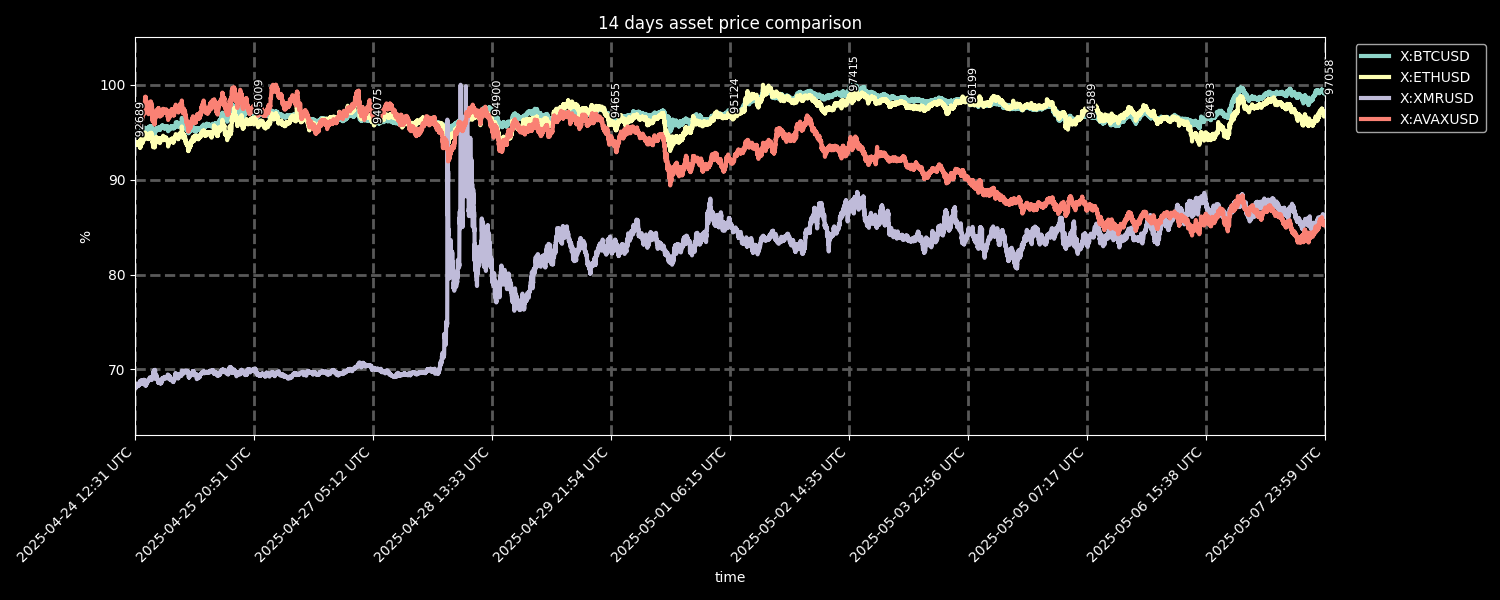 14 days asset price comparison
X:BTCUSD
X:ETHUSD
X:XMRUSD
X:AVAXUSD
100
90
80
70
%
92689
95009
94075
94900
94655
95124
97415
96199
94589
94693
97058
2025-04-24 12:31 UTC
2025-04-25 20:51 UTC
2025-04-27 05:12 UTC
2025-04-28 13:33 UTC
2025-04-29 21:54 UTC
2025-05-01 06:15 UTC
2025-05-02 14:35 UTC
2025-05-03 22:56 UTC
2025-05-05 07:17 UTC
2025-05-06 15:38 UTC
2025-05-07 23:59 UTC
time